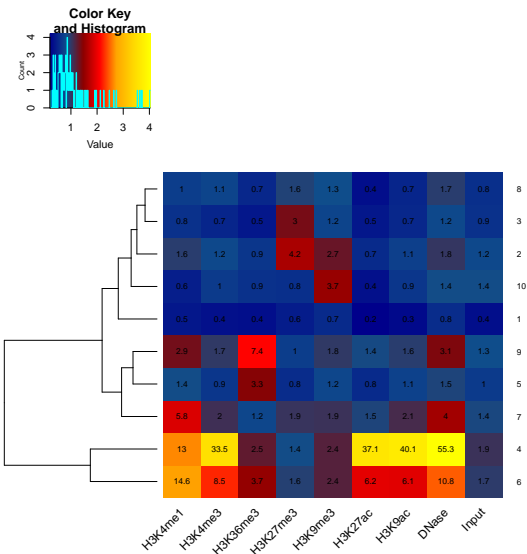 Color Key
and Histogram
Count
0 1 2 3 4
1 2 3 4
Value
1 1.1 0.7 1.6 1.3 0.4 0.7 1.7 0.8 8
0.8 0.7 0.5 3 1.2 0.5 0.7 1.2 0.9 3
1.6 1.2 0.9 4.2 2.7 0.7 1.1 1.8 1.2 2
0.6 1 0.9 0.8 3.7 0.4 0.9 1.4 1.4 10
0.5 0.4 0.4 0.6 0.7 0.3 0.8 0.4 1
2.9 1.7 7.4 1 1.8 1.4 1.6 3.1 1.3 9
1.4 0.9 3.3 0.8 1.2 0.8 1.1 1.5 1 5
5.8 2 1.2 1.9 1.9 1.5 2.1 4 1.4 7
13 33.5 2.5 1.4 2.4 37.1 40.1 55.3 1.9 4
14.6 8.5 3.7 1.6 2.4 6.2 6.1 10.8 1.7 6
H3K4me1 H3K4me3 H3K36me3 H3K27me3 H3K9me3 H3K27ac H3K9ac DNase Input